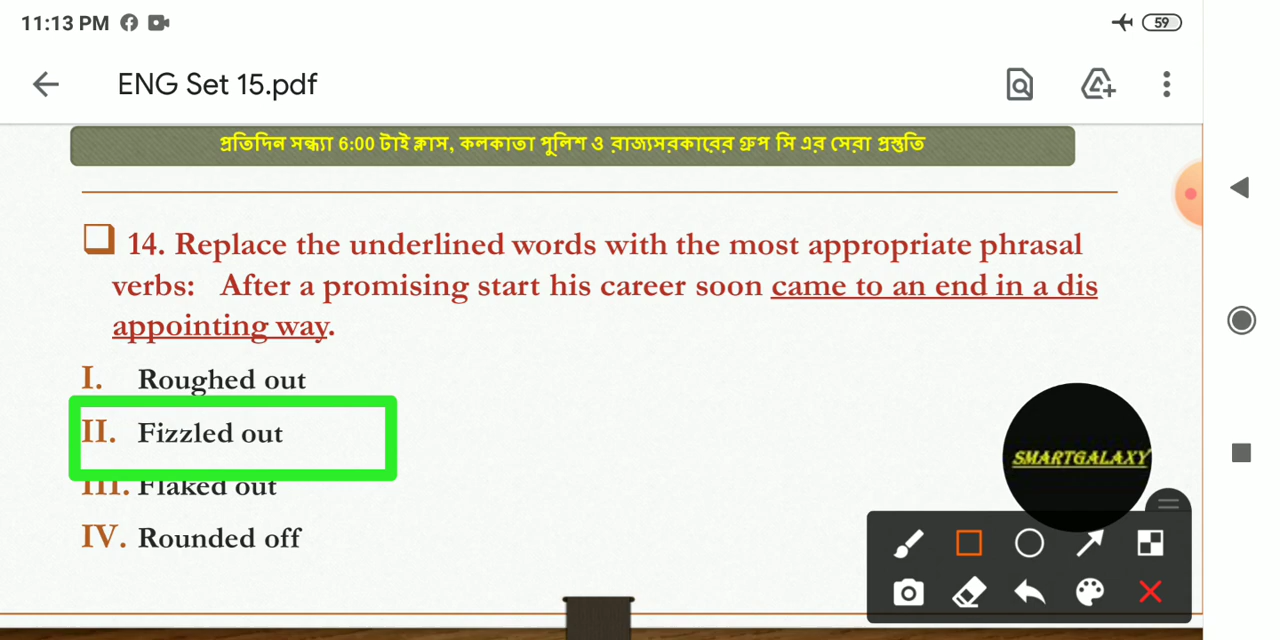 11:13 PM
59
ENG Set 15.pdf
প্রতিদিন সন্ধ্যা 6:00 টাই ক্লাস, কলকাতা পুলিশ ও রাজ্যসরকারের গ্রুপ সি এর সেরা প্রস্তুতি
14. Replace the underlined words with the most appropriate phrasal
verbs: After a promising start his career soon came to an end in a dis
appointing way.
I. Roughed out
II. Fizzled out
III. Flaked out
IV. Rounded off
SMARTGALAXY